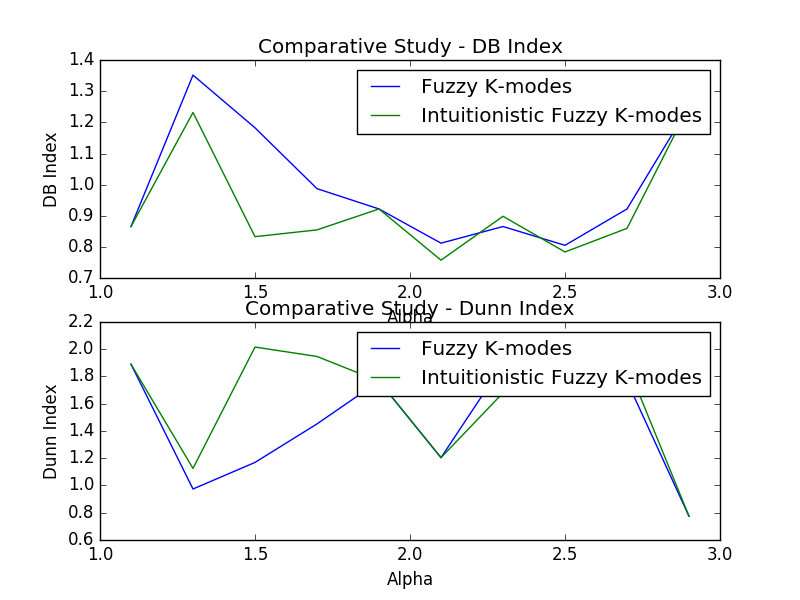 Comparative Study - DB Index
1.4
1.3
1.2
1.1
1.0
0.9
0.8
0.7
DB Index
Fuzzy K-modes
Intuitionistic Fuzzy K-modes
1.0 1.5 2.0 2.5 3.0
Alpha
Comparative Study - Dunn Index
2.2
2.0
1.8
1.6
1.4
1.2
1.0
0.8
0.6
Dunn Index
Fuzzy K-modes
Intuitionistic Fuzzy K-modes
1.0 1.5 2.0 2.5 3.0
Alpha